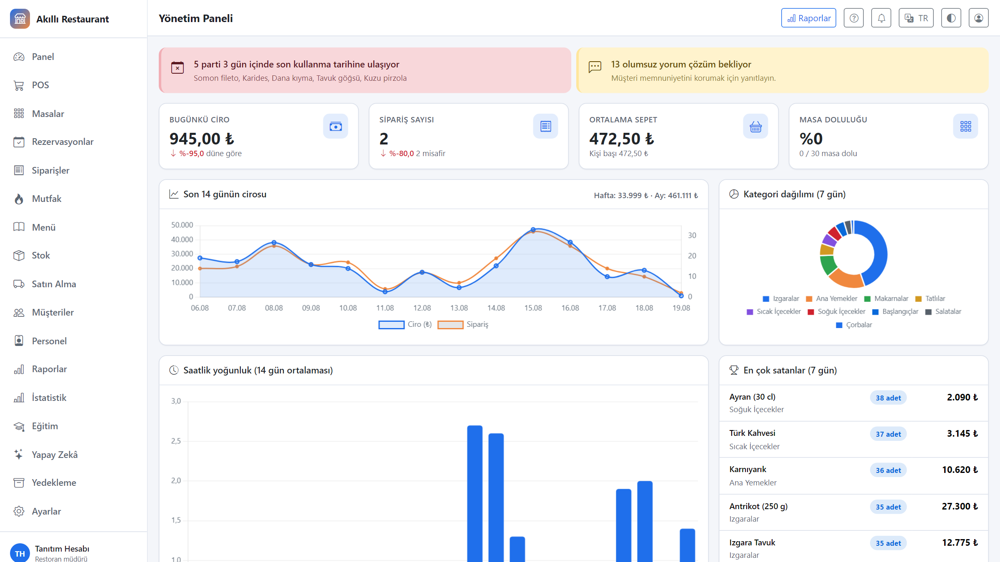 Akıllı Restaurant
Panel
POS
Masalar
Rezervasyonlar
Siparişler
Mutfak
Menü
Stok
Satın Alma
Müşteriler
Personel
Raporlar
İstatistik
Eğitim
Yapay Zekâ
Yedekleme
Ayarlar
TH
Tanıtım Hesabı
Restoran müdürü
Yönetim Paneli
Raporlar
TR
5 parti 3 gün içinde son kullanma tarihine ulaşıyor
Somon fileto, Karides, Dana kıyma, Tavuk göğsü, Kuzu pirzola
13 olumsuz yorum çözüm bekliyor
Müşteri memnuniyetini korumak için yanıtlayın.
BUGÜNKÜ CİRO
945,00 ₺
%-95,0 düne göre
SİPARİŞ SAYISI
2
%-80,0 2 misafir
ORTALAMA SEPET
472,50 ₺
Kişi başı 472,50 ₺
MASA DOLULUĞU
%0
0 / 30 masa dolu
Son 14 günün cirosu
Hafta: 33.999 ₺ · Ay: 461.111 ₺
50.000
40.000
30.000
20.000
10.000
0
30
20
10
0
06.08 07.08 08.08 09.08 10.08 11.08 12.08 13.08 14.08 15.08 16.08 17.08 18.08 19.08
Ciro (₺) Sipariş
Kategori dağılımı (7 gün)
Izgaralar Ana Yemekler Makarnalar Tatlılar
Sıcak İçecekler Soğuk İçecekler Başlangıçlar Salatalar
Çorbalar
Saatlik yoğunluk (14 gün ortalaması)
3,0
2,5
2,0
1,5
1,0
En çok satanlar (7 gün)
Ayran (30 cl) 38 adet 2.090 ₺
Soğuk İçecekler
Türk Kahvesi 37 adet 3.145 ₺
Sıcak İçecekler
Karnıyarık 36 adet 10.620 ₺
Ana Yemekler
Antrikot (250 g) 35 adet 27.300 ₺
Izgaralar
Izgara Tavuk 35 adet 12.775 ₺
Izgaralar